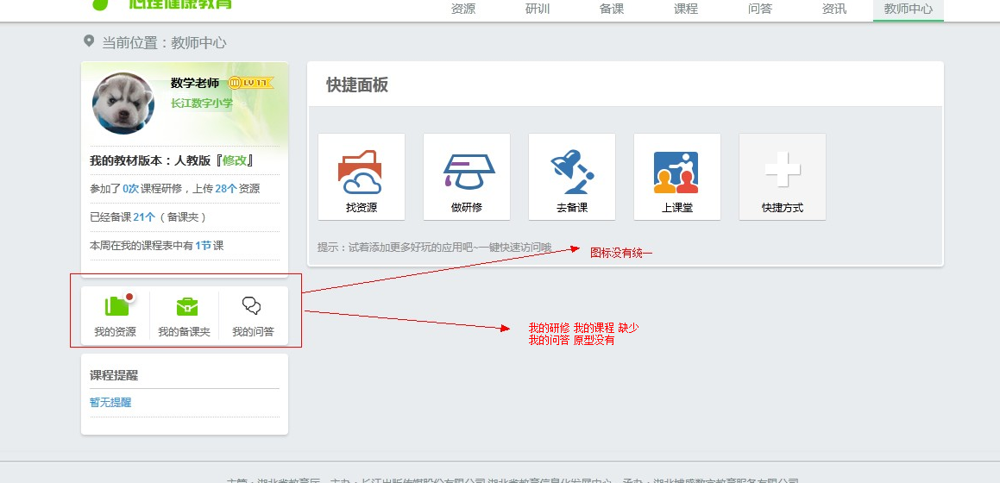 心理健康教育
资源 研训 备课 课程 问答 资讯 教师中心
当前位置：教师中心
数学老师 LV 17
长江数字小学
我的教材版本：人教版『修改』
参加了0次课程研修，上传28个资源
已经备课21个（备课夹）
本周在我的课程表中有1节课
快捷面板
找资源 做研修 去备课 上课堂 快捷方式
提示：试着添加更多好玩的应用吧~一键快速访问哦
图标没有统一
我的资源 我的备课夹 我的问答
我的研修 我的课程 缺少
我的问答 原型没有
课程提醒
暂无提醒